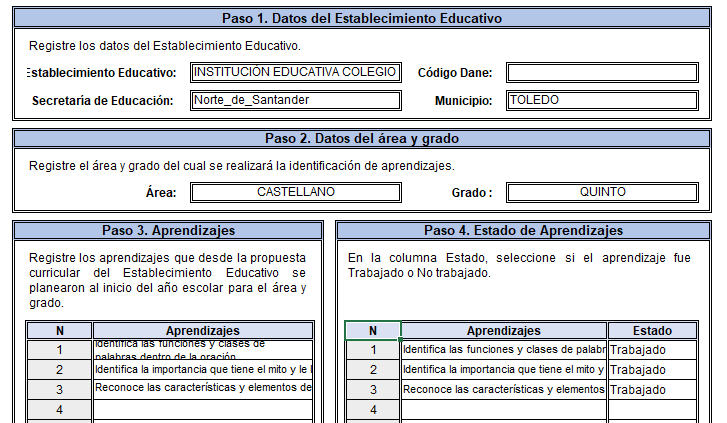 Paso 1. Datos del Establecimiento Educativo
Registre los datos del Establecimiento Educativo.
Establecimiento Educativo: INSTITUCIÓN EDUCATIVA COLEGIO Código Dane:
Secretaría de Educación: Norte_de_Santander Municipio: TOLEDO
Paso 2. Datos del área y grado
Registre el área y grado del cual se realizará la identificación de aprendizajes.
Área: CASTELLANO Grado : QUINTO
Paso 3. Aprendizajes
Registre los aprendizajes que desde la propuesta
curricular del Establecimiento Educativo se
planearon al inicio del año escolar para el área y
grado.
N Aprendizajes
1 Identifica las funciones y clases de
palabras dentro de la oración
2 Identifica la importancia que tiene el mito y le
3 Reconoce las características y elementos de
4
Paso 4. Estado de Aprendizajes
En la columna Estado, seleccione si el aprendizaje fue
Trabajado o No trabajado.
N Aprendizajes Estado
1 Identifica las funciones y clases de palabr Trabajado
2 Identifica la importancia que tiene el mito y Trabajado
3 Reconoce las características y elementos Trabajado
4